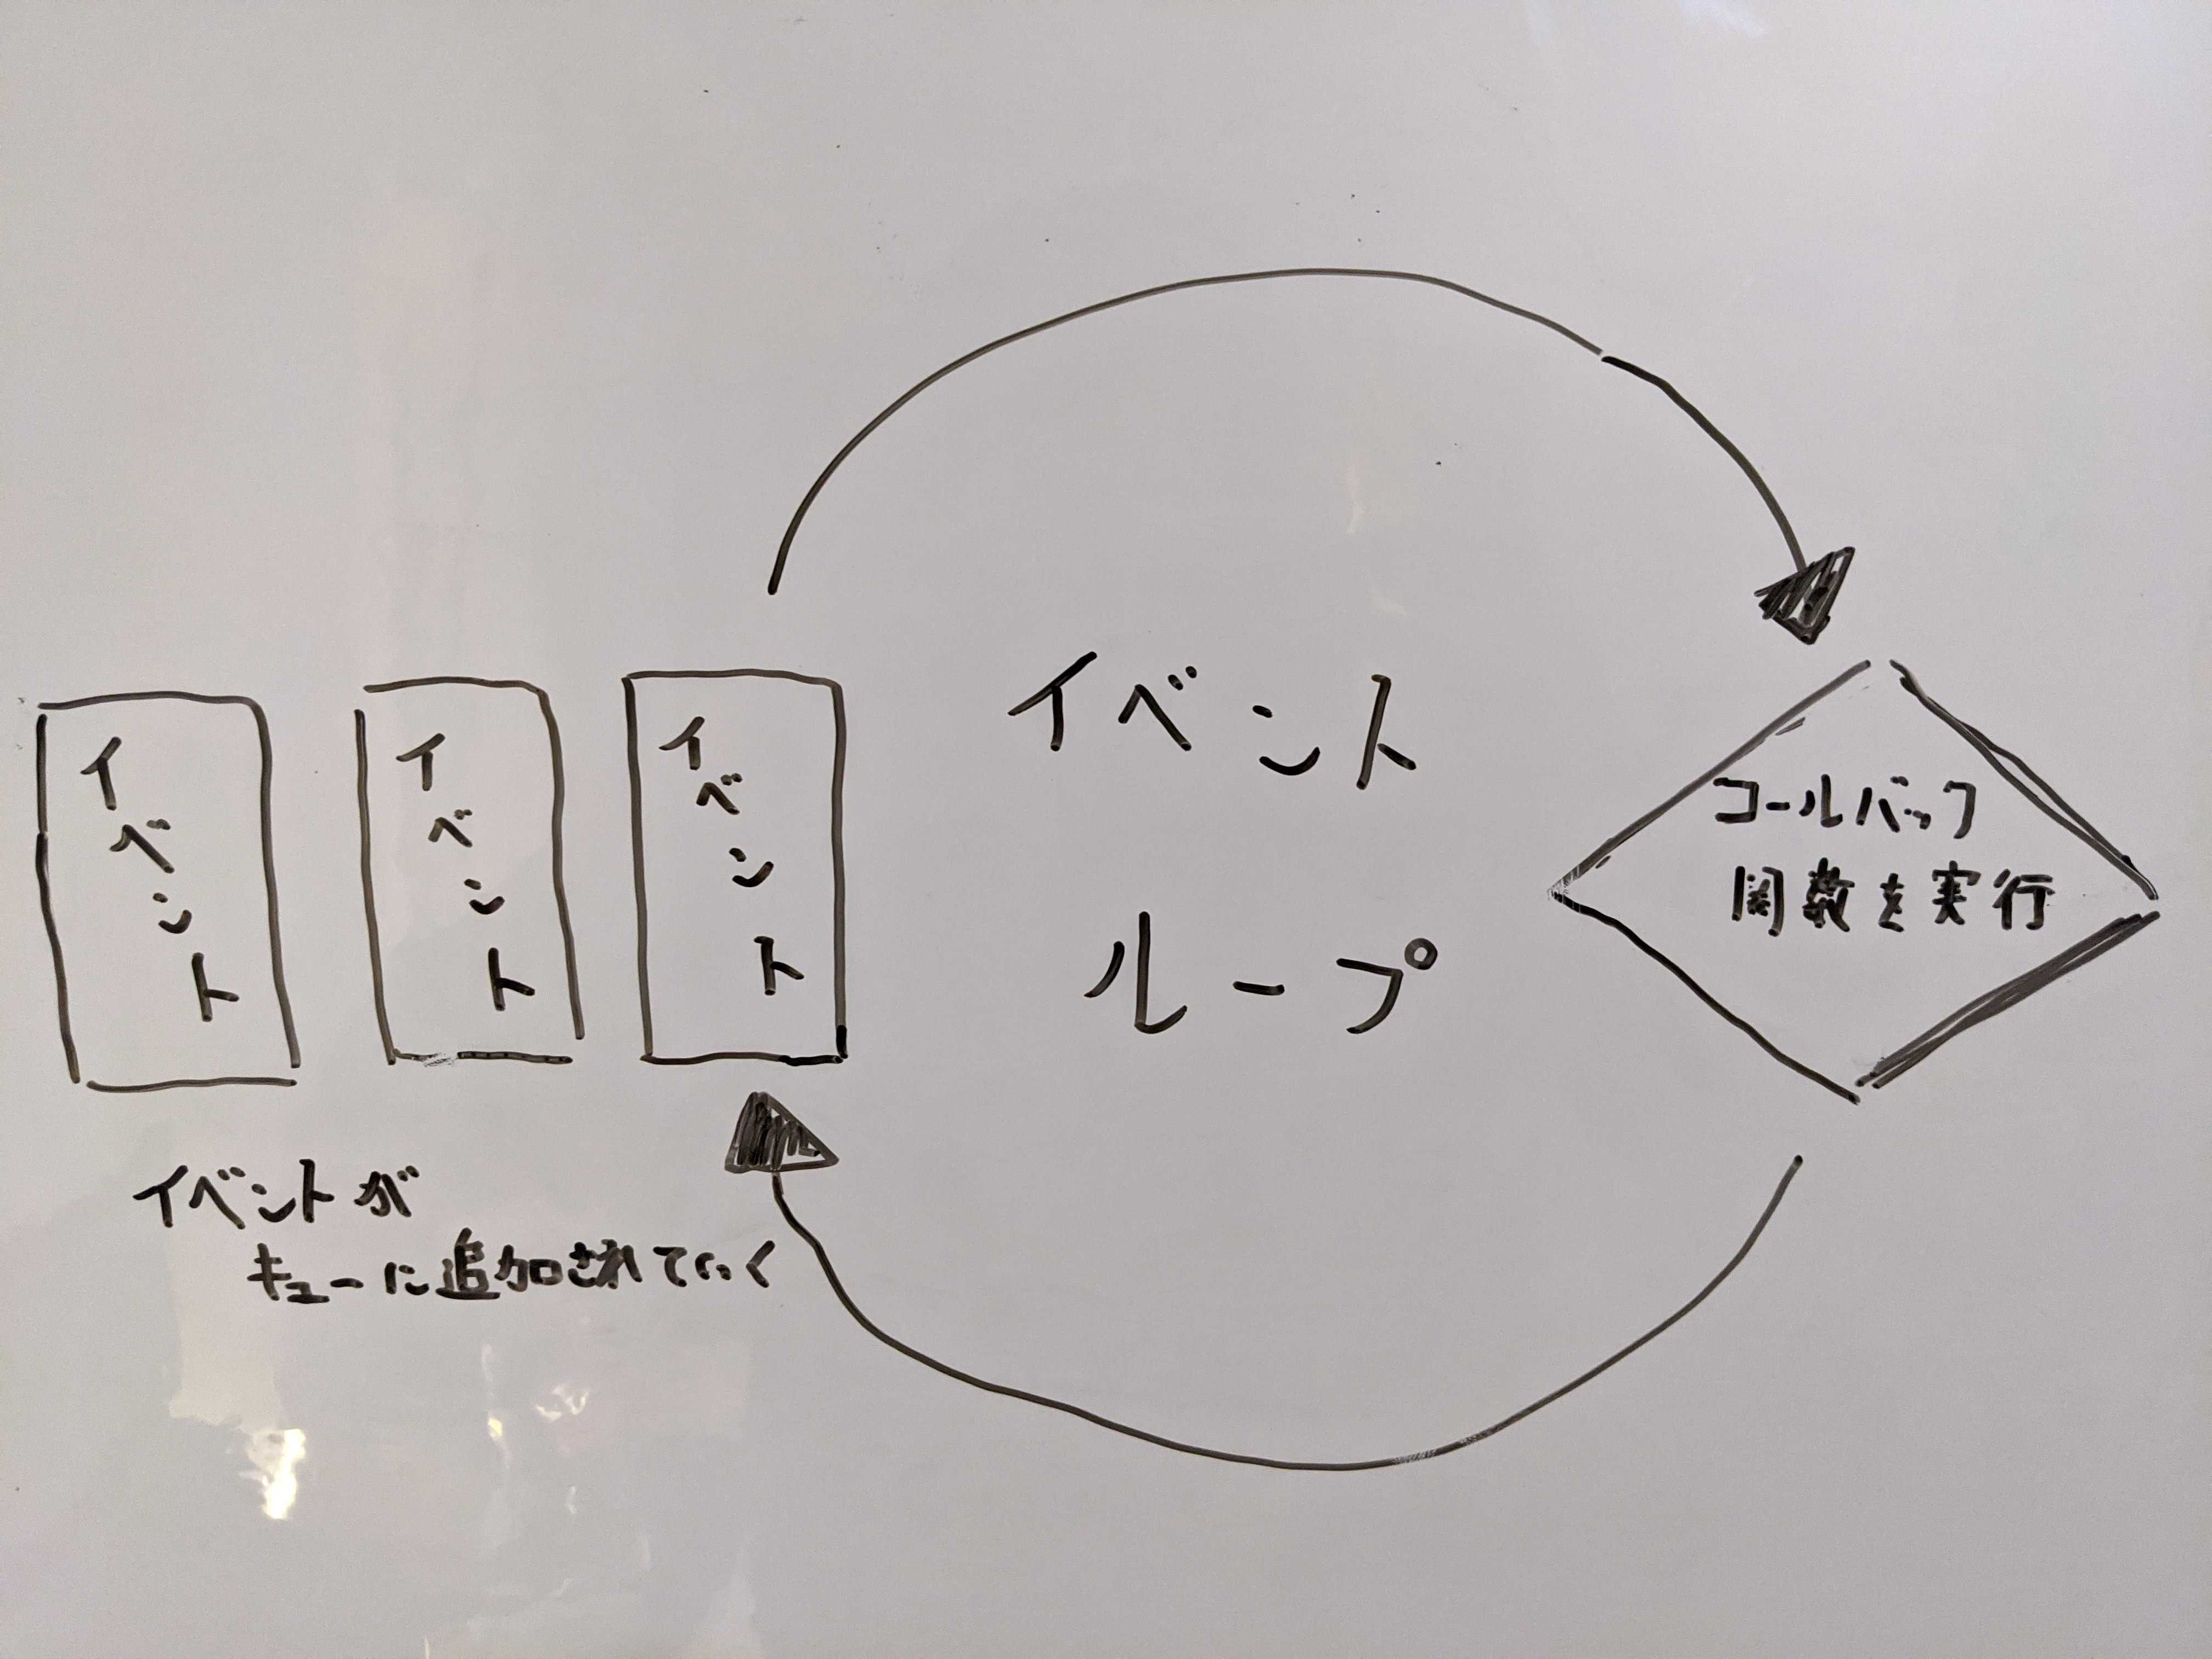 イベント
イベント
イベント
イベント
ループ
コールバック
関数を実行
イベントが
キューに追加されていく